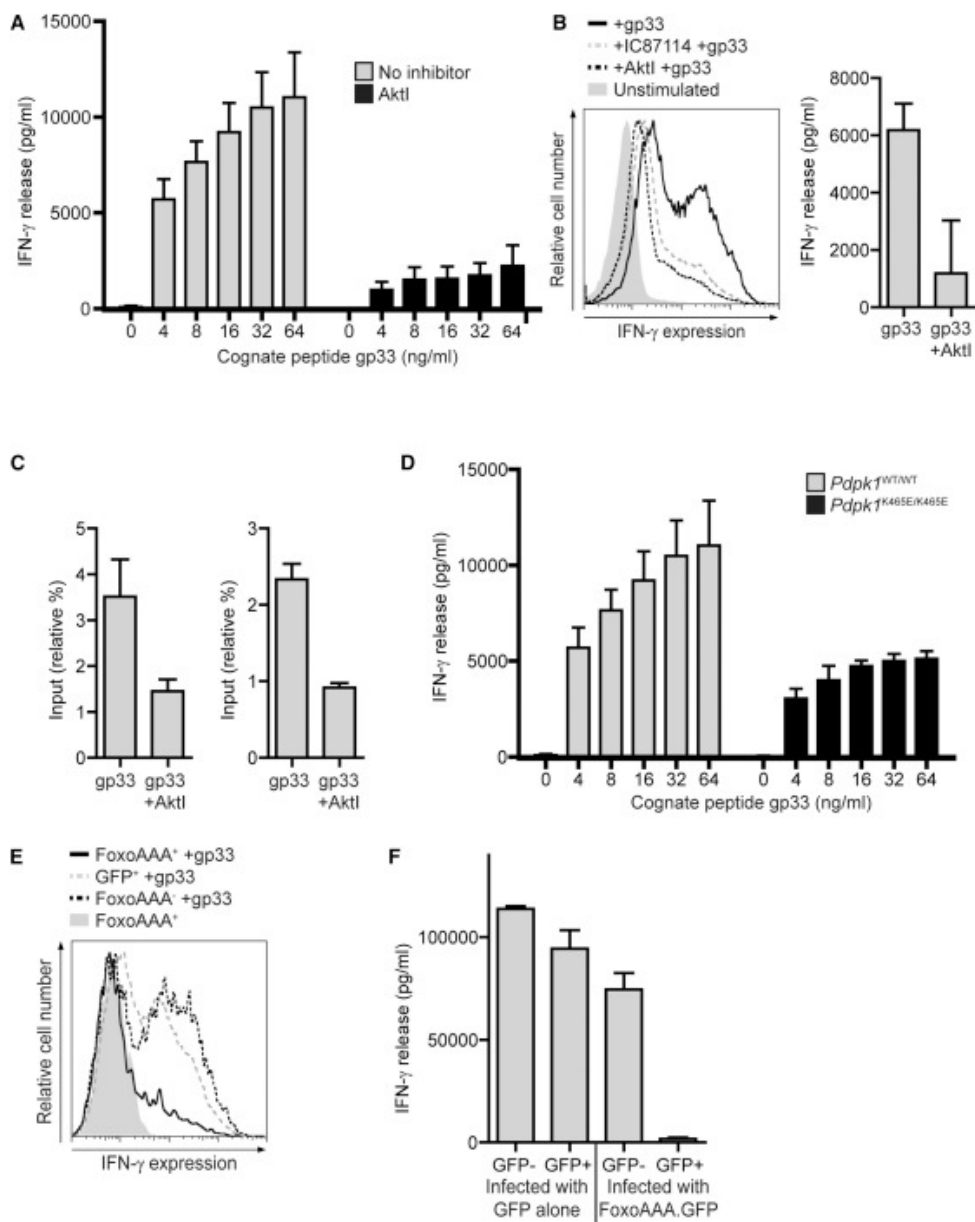 A
15000
10000
5000
0
IFN-γ release (pg/ml)
No inhibitor
AktI
0 4 8 16 32 64 0 4 8 16 32 64
Cognate peptide gp33 (ng/ml)
B
+gp33
+IC87114 +gp33
+AktI +gp33
Unstimulated
Relative cell number
IFN-γ expression
8000
6000
4000
2000
0
IFN-γ release (pg/ml)
gp33 gp33
+AktI
C
5
4
3
2
1
0
Input (relative %)
gp33 gp33
+AktI
3
2
1
0
Input (relative %)
gp33 gp33
+AktI
D
15000
10000
5000
0
IFN-γ release (pg/ml)
Pdpk1WT/WT
Pdpk1K465E/K465E
0 4 8 16 32 64 0 4 8 16 32 64
Cognate peptide gp33 (ng/ml)
E
FoxoAAA+ +gp33
GFP+ +gp33
FoxoAAA- +gp33
FoxoAAA+
Relative cell number
IFN-γ expression
F
100000
50000
0
IFN-γ release (pg/ml)
GFP- GFP+ GFP- GFP+
Infected with Infected with
GFP alone FoxoAAA.GFP